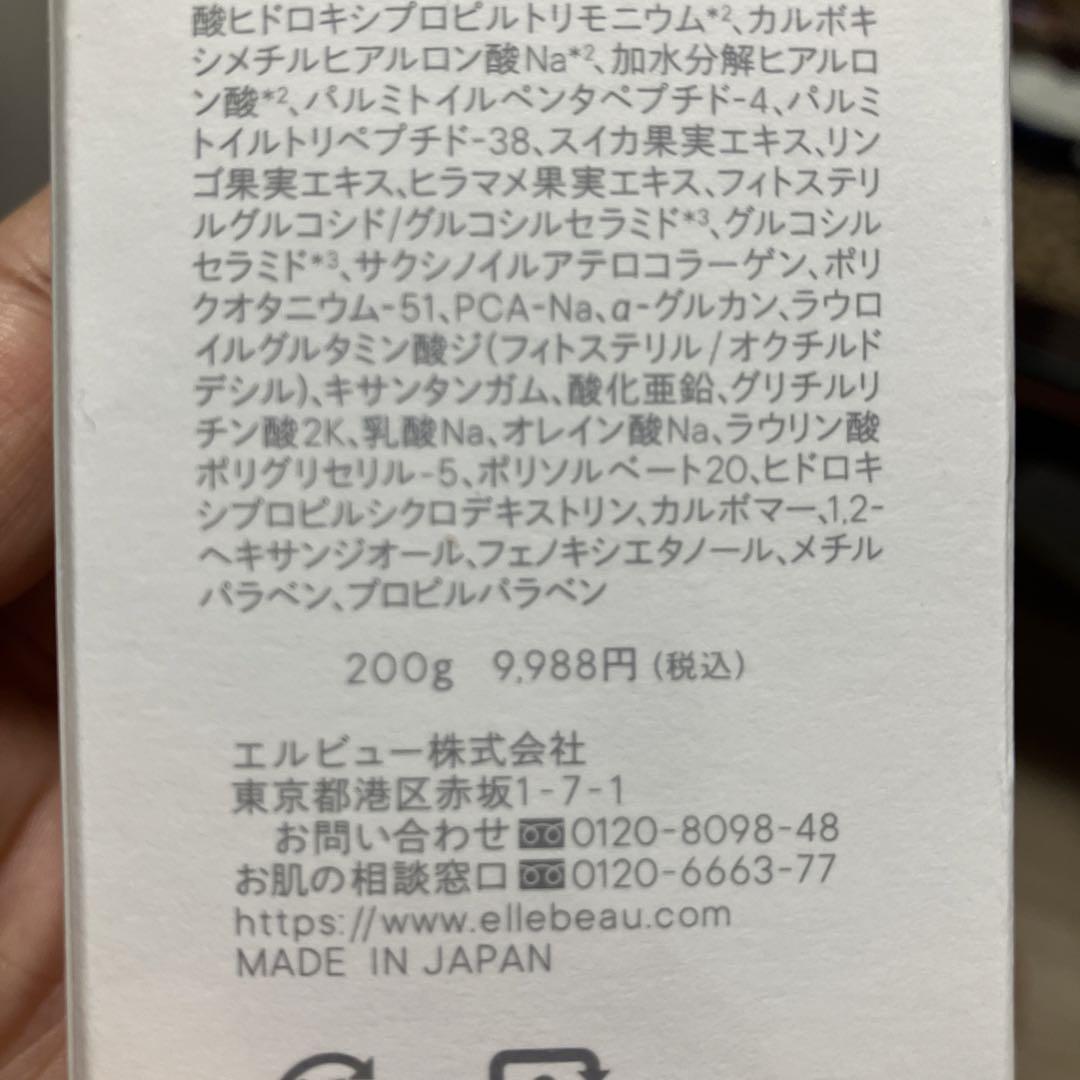 酸ヒドロキシプロピルトリモニウム*2、カルボキ
シメチルヒアルロン酸Na*2、加水分解ヒアルロ
ン酸*2、パルミトイルペンタペプチド-4、パルミ
トイルトリペプチド-38、スイカ果実エキス、リン
ゴ果実エキス、ヒラマメ果実エキス、フィトステリ
ルグルコシド/グルコシルセラミド*3、グルコシル
セラミド*3、サクシノイルアテロコラーゲン、ポリ
クオタニウム-51、PCA-Na、α-グルカン、ラウロ
イルグルタミン酸ジ(フィトステリル/オクチルド
デシル)、キサンタンガム、酸化亜鉛、グリチルリ
チン酸2K、乳酸Na、オレイン酸Na、ラウリン酸
ポリグリセリル-5、ポリソルベート20、ヒドロキ
シプロピルシクロデキストリン、カルボマー、1,2-
ヘキサンジオール、フェノキシエタノール、メチル
パラベン、プロピルパラベン
200g 9,988円(税込)
エルビュー株式会社
東京都港区赤坂1-7-1
お問い合わせ 0120-8098-48
お肌の相談窓口 0120-6663-77
https://www.ellebeau.com
MADE IN JAPAN